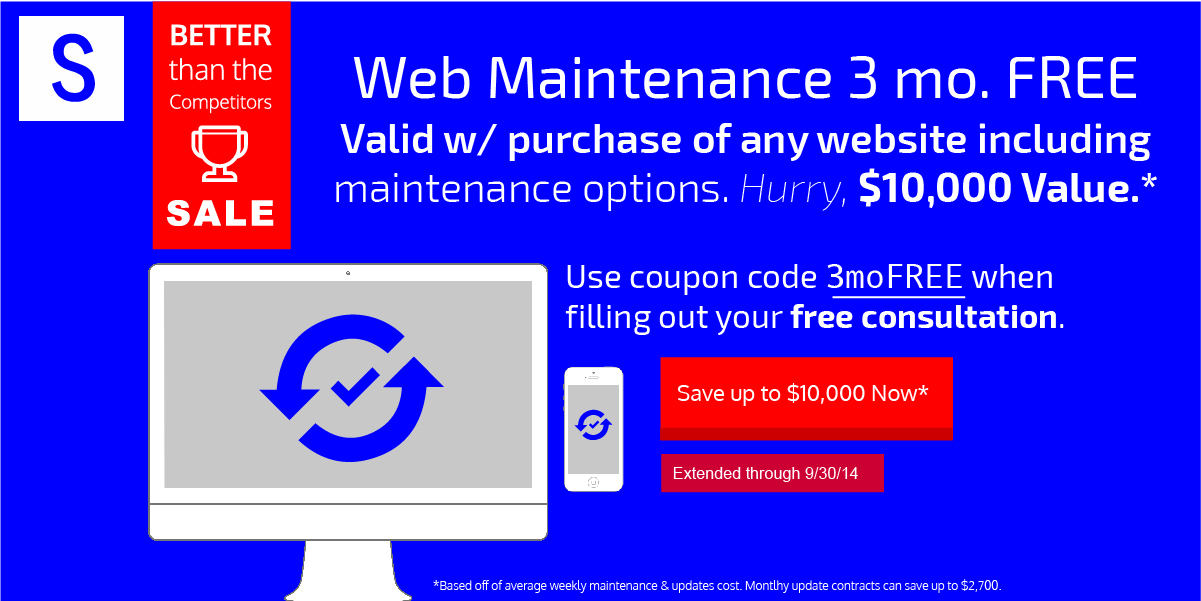 S
BETTER
than the
Competitors
SALE
Web Maintenance 3 mo. FREE
Valid w/ purchase of any website including
maintenance options. Hurry, $10,000 Value.*
Use coupon code 3moFREE when
filling out your free consultation.
Save up to $10,000 Now*
Extended through 9/30/14
*Based off of average weekly maintenance & updates cost. Montlhy update contracts can save up to $2,700.